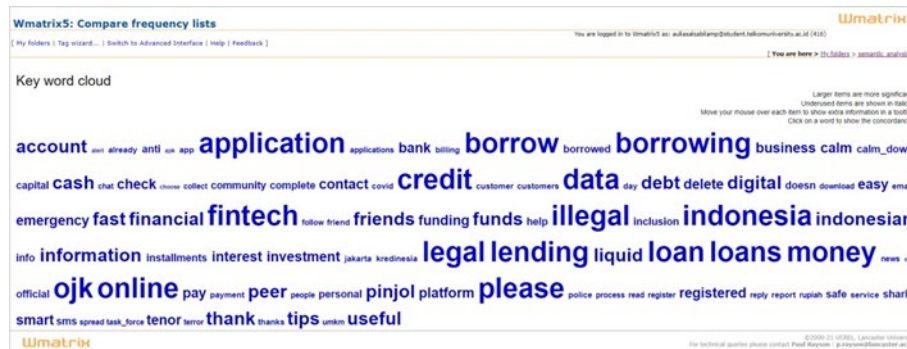 Wmatrix5: Compare frequency lists
Wmatrix
You are logged in to Wmatrix5 as: auliasalsabilamp@student.telkomuniversity.ac.id (416)
[ My folders | Tag wizard... | Switch to Advanced Interface | Help | Feedback ]
[ You are here > My folders > semantic_analysi
Key word cloud
Larger items are more significa
Underused items are shown in italic
Move your mouse over each item to show extra information in a toolt
Click on a word to show the concordanc
account alert already anti apk app application applications bank billing borrow borrowed borrowing business calm calm_dow
capital cash chat check choose collect community complete contact covid credit customer customers data day debt delete digital doesn download easy ema
emergency fast financial fintech follow friend friends funding funds help illegal inclusion indonesia indonesian
info information installments interest investment jakarta kredinesia legal lending liquid loan loans money news
official ojk online pay payment peer people personal pinjol platform please police process read register registered reply report rupiah safe service shari
smart sms spread task_force tenor terror thank thanks tips umkm useful
Wmatrix
©2000-21 UCREL, Lancaster Univer
For technical queries please contact Paul Rayson : p.rayson@lancaster.ac